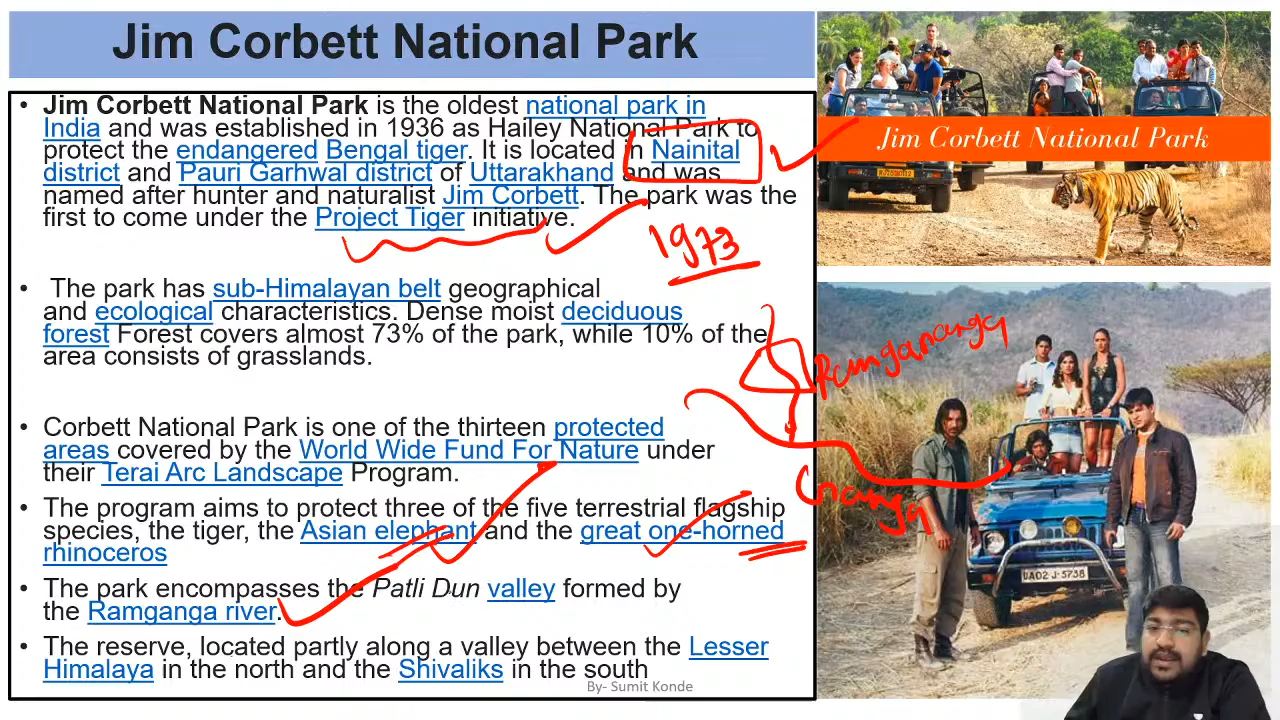 Jim Corbett National Park
Jim Corbett National Park is the oldest national park in
India and was established in 1936 as Hailey National Park to
protect the endangered Bengal tiger. It is located in Nainital
district and Pauri Garhwal district of Uttarakhand and was
named after hunter and naturalist Jim Corbett. The park was the
first to come under the Project Tiger initiative.
1973
The park has sub-Himalayan belt geographical
and ecological characteristics. Dense moist deciduous
forest Forest covers almost 73% of the park, while 10% of the
area consists of grasslands.
Corbett National Park is one of the thirteen protected
areas covered by the World Wide Fund For Nature under
their Terai Arc Landscape Program.
The program aims to protect three of the five terrestrial flagship
species, the tiger, the Asian elephant and the great one-horned
rhinoceros
The park encompasses the Patli Dun valley formed by
the Ramganga river.
The reserve, located partly along a valley between the Lesser
Himalaya in the north and the Shivaliks in the south
By- Sumit Konde
Jim Corbett National Park
Ganga
UA02 J-5738